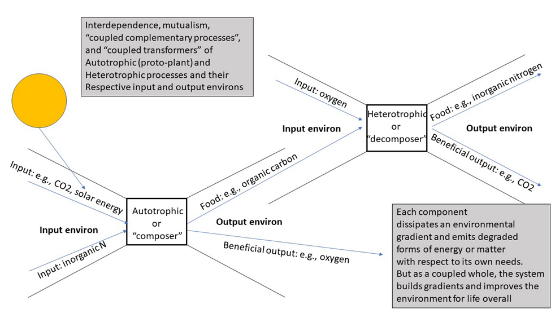 Interdependence, mutualism,
"coupled complementary processes",
and "coupled transformers" of
Autotrophic (proto-plant) and
Heterotrophic processes and their
Respective input and output environs
Input: oxygen
Input environ
Heterotrophic
or
"decomposer"
Food: e.g., inorganic nitrogen
Output environ
Beneficial output: e.g., CO2
Input: e.g., CO2, solar energy
Input environ
Input: inorganic N
Autotrophic
or
"composer"
Food: e.g., organic carbon
Output environ
Beneficial output: e.g., oxygen
Each component
dissipates an environmental
gradient and emits degraded
forms of energy or matter
with respect to its own needs.
But as a coupled whole, the system
builds gradients and improves the
environment for life overall